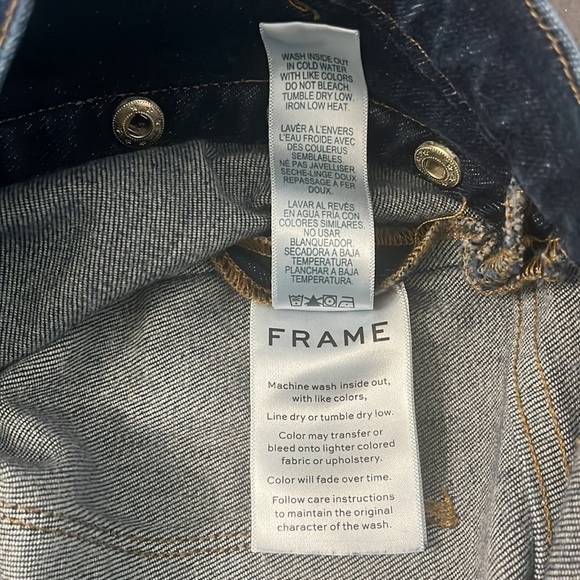 WASH INSIDE OUT
IN COLD WATER
WITH LIKE COLORS
DO NOT BLEACH.
TUMBLE DRY LOW.
IRON LOW HEAT.
LAVÉR À L'ENVERS
L'EAU FROIDE AVEC
DES COULERUS
SEMBLABLES.
NE PAS JAVELLISER
SECHE-LINGE DOUX
REPASSAGE À FER
DOUX.
LAVAR AL REVÉS
EN AGUA FRÍA CON
COLORES SIMILARES.
NO USAR
BLANQUEADOR.
SECADORA A BAJA
TEMPERATURA
PLANCHAR A BAJA
TEMPERATURA.
FRAME
Machine wash inside out,
with like colors,
Line dry or tumble dry low.
Color may transfer or
bleed onto lighter colored
fabric or upholstery.
Color will fade over time.
Follow care instructions
to maintain the original
character of the wash.